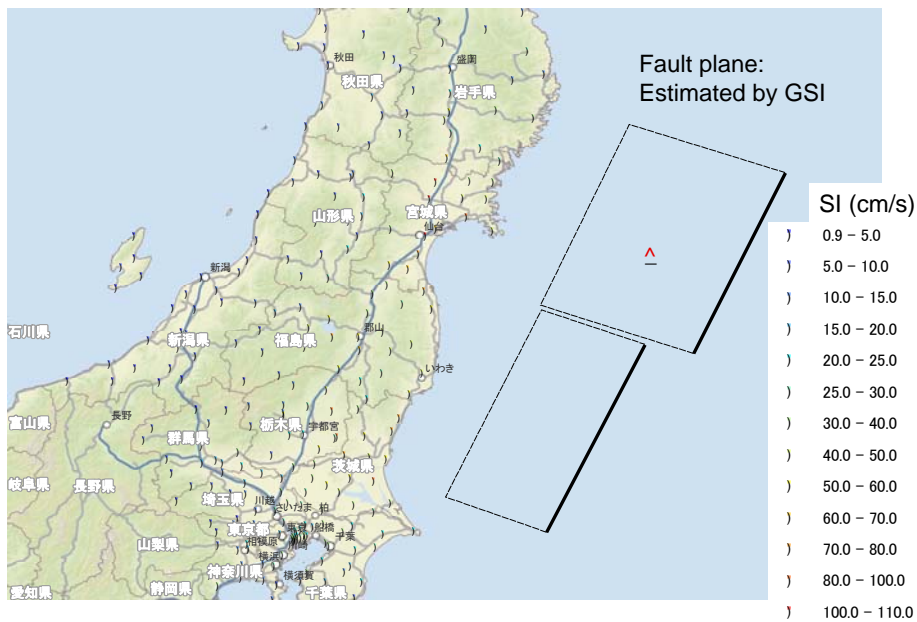 秋田
盛岡
秋田県
岩手県
Fault plane:
Estimated by GSI
山形県
宮城県
仙台
SI (cm/s)
0.9 – 5.0
5.0 – 10.0
10.0 – 15.0
15.0 – 20.0
20.0 – 25.0
25.0 – 30.0
30.0 – 40.0
40.0 – 50.0
50.0 – 60.0
60.0 – 70.0
70.0 – 80.0
80.0 – 100.0
100.0 – 110.0
新潟
石川県
新潟県
福島県
郡山
いわき
富山県
長野
群馬県
栃木県
宇都宮
茨城県
岐阜県
長野県
埼玉県
川越
さいたま
柏
東京都
東京
船橋
千葉
山梨県
相模原
川崎
横浜
神奈川県
横須賀
愛知県
静岡県
千葉県